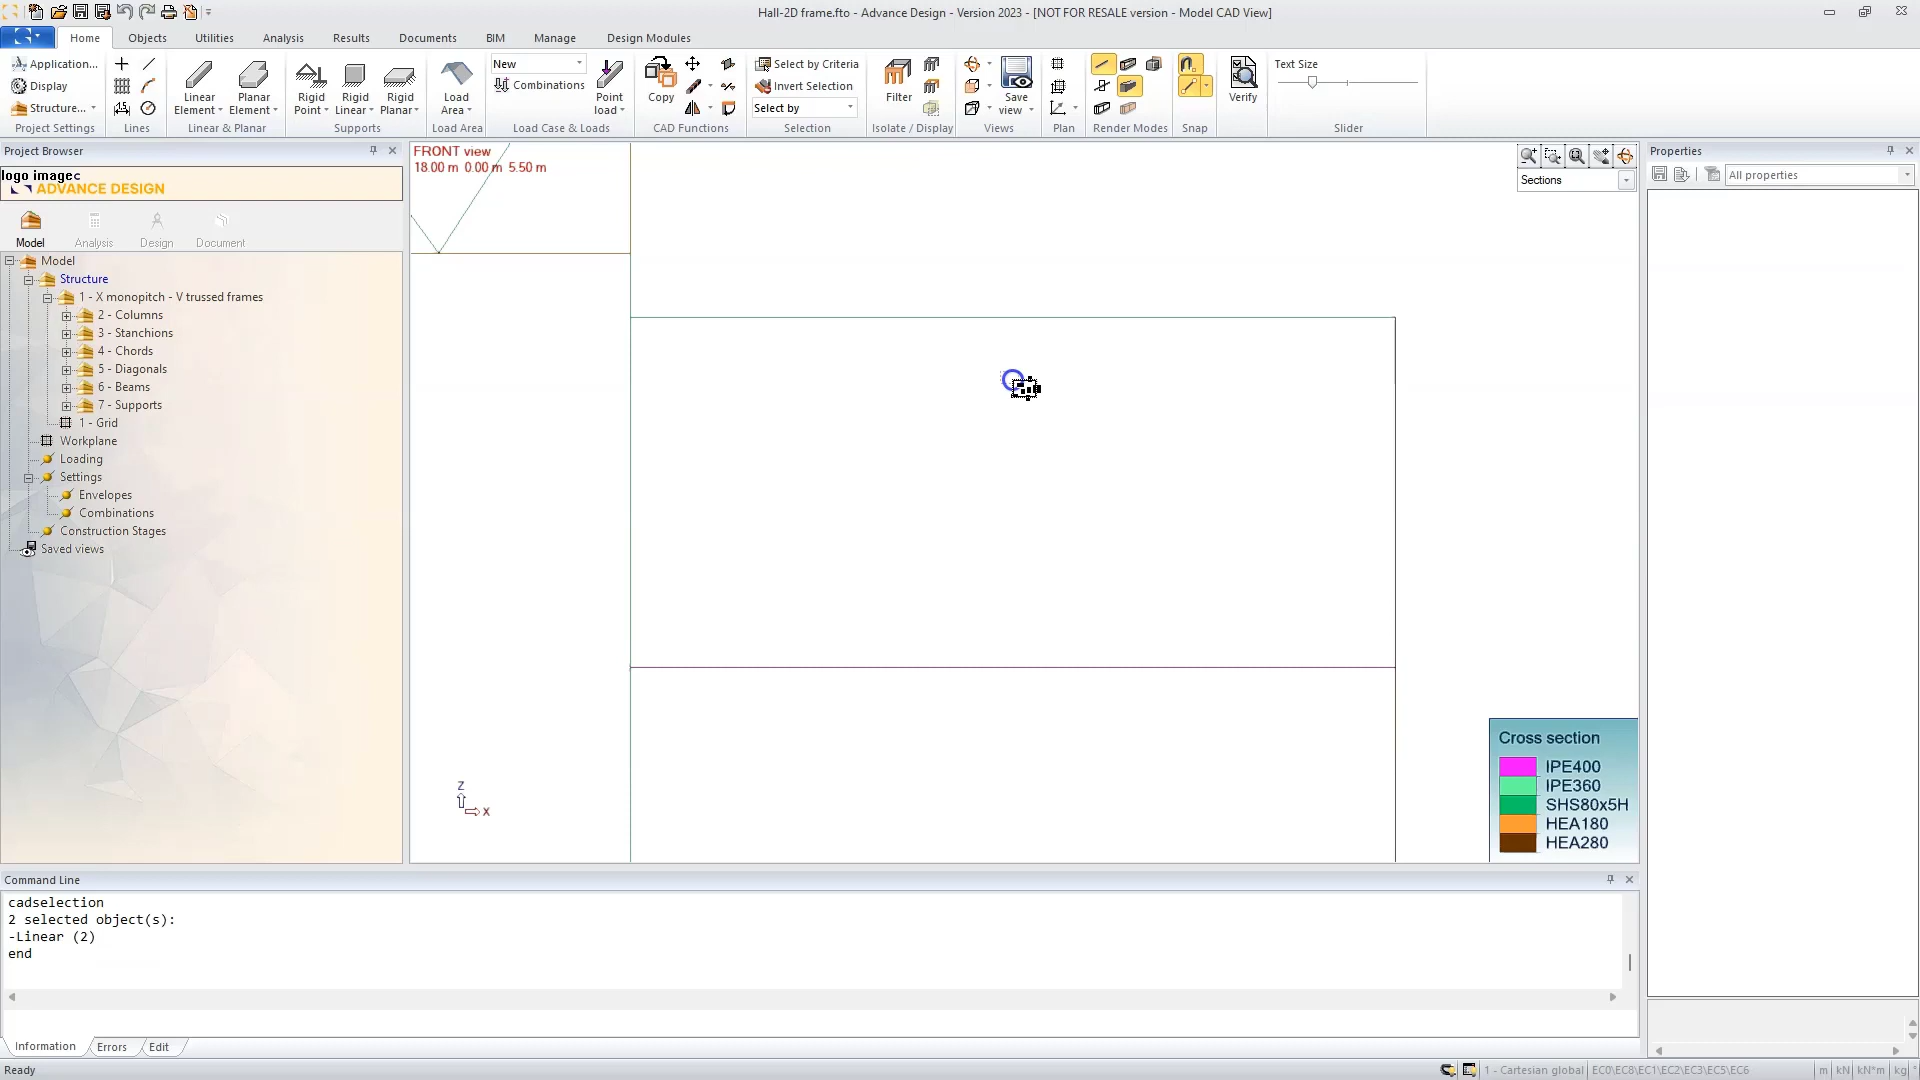 Hall-2D frame.fto - Advance Design - Version 2023 - [NOT FOR RESALE version - Model CAD View]
Home
Objects
Utilities
Analysis
Results
Documents
BIM
Manage
Design Modules
Application...
Display
Structure...
Project Settings
Lines
Linear
Element
Planar
Element
Linear & Planar
Rigid
Point
Rigid
Linear
Rigid
Planar
Supports
Load
Area
Load Area
New
Combinations
Point
load
Load Case & Loads
Copy
CAD Functions
Select by Criteria
Invert Selection
Select by
Selection
Filter
Isolate / Display
Save
view
Views
Plan
Render Modes
Snap
Verify
Text Size
Slider
Project Browser
logo imagec
ADVANCE DESIGN
Model
Analysis
Design
Document
Model
Structure
1 - X monopitch - V trussed frames
2 - Columns
3 - Stanchions
4 - Chords
5 - Diagonals
6 - Beams
7 - Supports
1 - Grid
Workplane
Loading
Settings
Envelopes
Combinations
Construction Stages
Saved views
FRONT view
18.00 m 0.00 m 5.50 m
Sections
Z
X
Cross section
IPE400
IPE360
SHS80x5H
HEA180
HEA280
Properties
All properties
Command Line
cadselection
2 selected object(s):
-Linear (2)
end
Information
Errors
Edit
Ready
1 - Cartesian global
EC0\EC8\EC1\EC2\EC3\EC5\EC6
m
kN
kN*m
kg
°